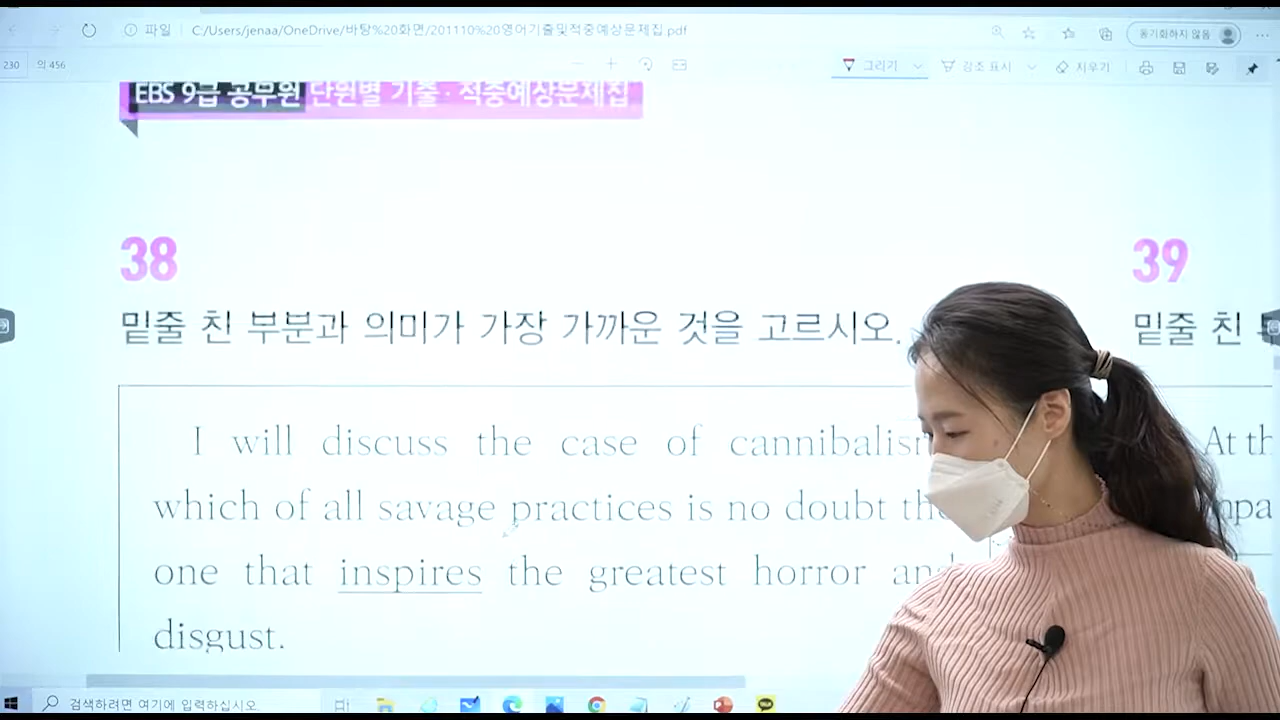 파일 C:/Users/jenaa/OneDrive/바탕%20화면/201110%20영어기출및적중예상문제집.pdf 동기화하지 않음
230 의 456 그리기 강조 표시 지우기
EBS 9급 공무원 단원별 기출·적중예상문제집
38
밑줄 친 부분과 의미가 가장 가까운 것을 고르시오.
I will discuss the case of
which of all savage practices is no doubt
one that inspires the greatest horror
disgust.
39
밑줄 친
At
검색하려면 여기에 입력하십시오.